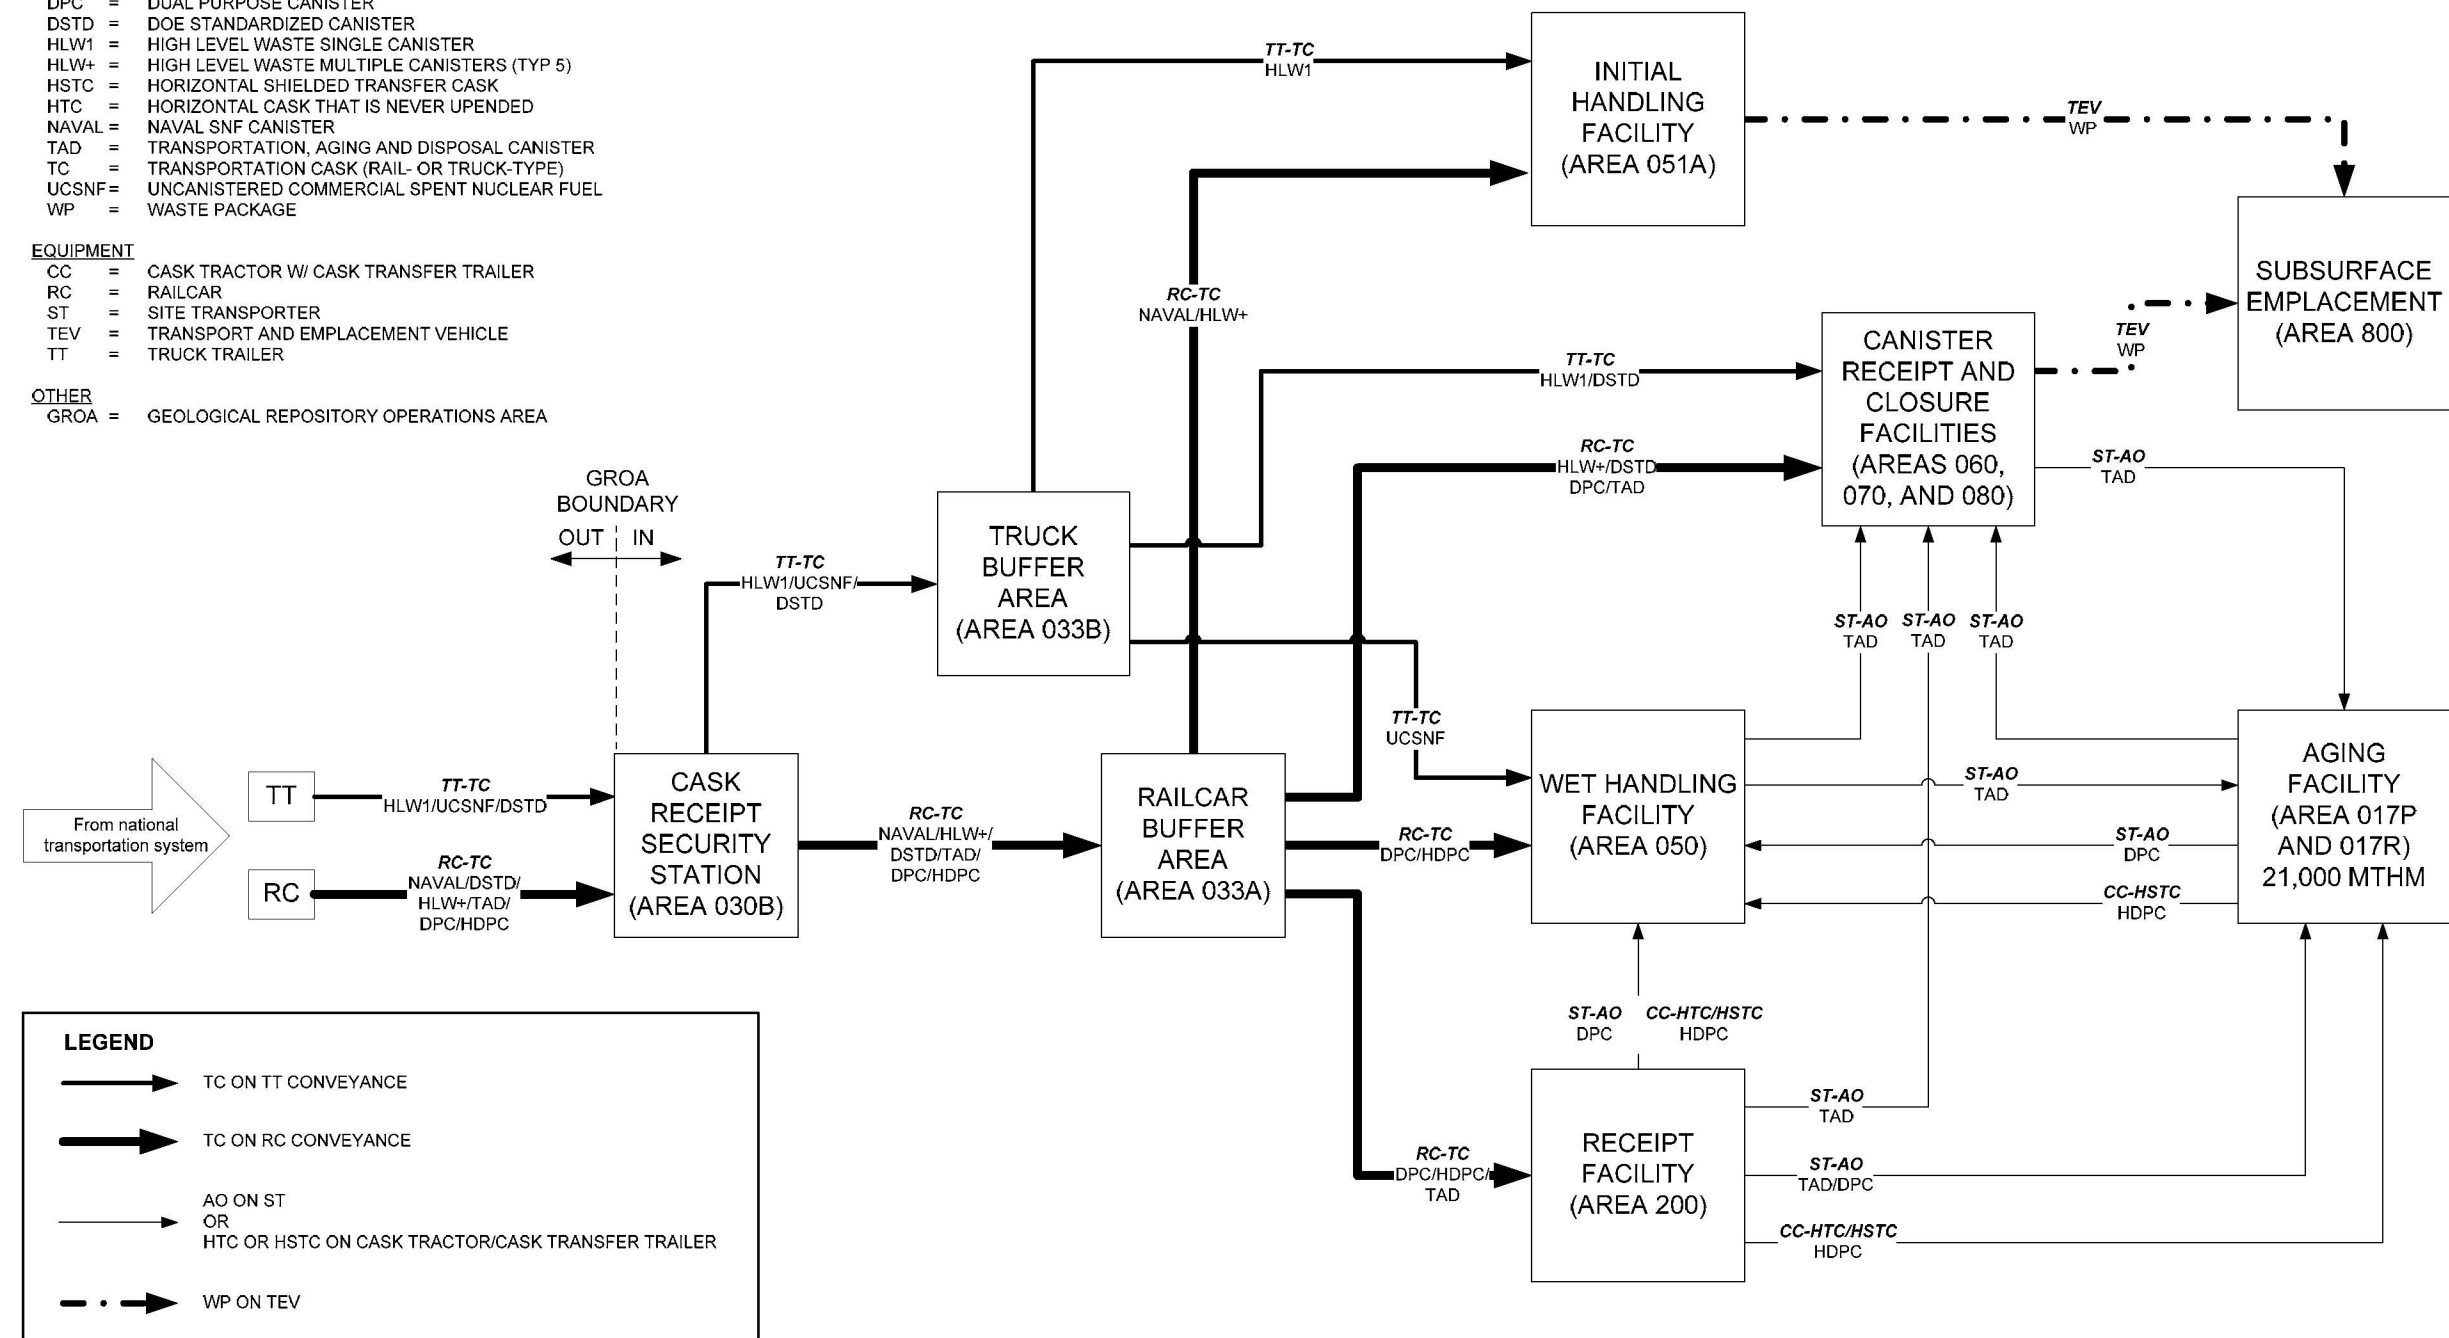 DPC = DUAL PURPOSE CANISTER
DSTD = DOE STANDARDIZED CANISTER
HLW1 = HIGH LEVEL WASTE SINGLE CANISTER
HLW+ = HIGH LEVEL WASTE MULTIPLE CANISTERS (TYP 5)
HSTC = HORIZONTAL SHIELDED TRANSFER CASK
HTC = HORIZONTAL CASK THAT IS NEVER UPENDED
NAVAL = NAVAL SNF CANISTER
TAD = TRANSPORTATION, AGING AND DISPOSAL CANISTER
TC = TRANSPORTATION CASK (RAIL- OR TRUCK-TYPE)
UCSNF = UNCANISTERED COMMERCIAL SPENT NUCLEAR FUEL
WP = WASTE PACKAGE
EQUIPMENT
CC = CASK TRACTOR W/ CASK TRANSFER TRAILER
RC = RAILCAR
ST = SITE TRANSPORTER
TEV = TRANSPORT AND EMPLACEMENT VEHICLE
TT = TRUCK TRAILER
OTHER
GROA = GEOLOGICAL REPOSITORY OPERATIONS AREA
GROA
BOUNDARY
OUT IN
From national
transportation system
TT
RC
TT-TC
HLW1/UCSNF/DSTD
RC-TC
NAVAL/DSTD/
HLW+/TAD/
DPC/HDPC
CASK
RECEIPT
SECURITY
STATION
(AREA 030B)
TT-TC
HLW1/UCSNF/
DSTD
RC-TC
NAVAL/HLW+/
DSTD/TAD/
DPC/HDPC
TRUCK
BUFFER
AREA
(AREA 033B)
RAILCAR
BUFFER
AREA
(AREA 033A)
TT-TC
HLW1
RC-TC
NAVAL/HLW+
TT-TC
HLW1/DSTD
RC-TC
HLW+/DSTD
DPC/TAD
TT-TC
UCSNF
RC-TC
DPC/HDPC
RC-TC
DPC/HDPC/
TAD
INITIAL
HANDLING
FACILITY
(AREA 051A)
TEV
WP
SUBSURFACE
EMPLACEMENT
(AREA 800)
CANISTER
RECEIPT AND
CLOSURE
FACILITIES
(AREAS 060,
070, AND 080)
TEV
WP
ST-AO
TAD
ST-AO
TAD
ST-AO
TAD
ST-AO
TAD
WET HANDLING
FACILITY
(AREA 050)
ST-AO
TAD
ST-AO
DPC
CC-HSTC
HDPC
AGING
FACILITY
(AREA 017P
AND 017R)
21,000 MTHM
ST-AO
DPC
CC-HTC/HSTC
HDPC
RECEIPT
FACILITY
(AREA 200)
ST-AO
TAD
ST-AO
TAD/DPC
CC-HTC/HSTC
HDPC
LEGEND
TC ON TT CONVEYANCE
TC ON RC CONVEYANCE
AO ON ST
OR
HTC OR HSTC ON CASK TRACTOR/CASK TRANSFER TRAILER
WP ON TEV